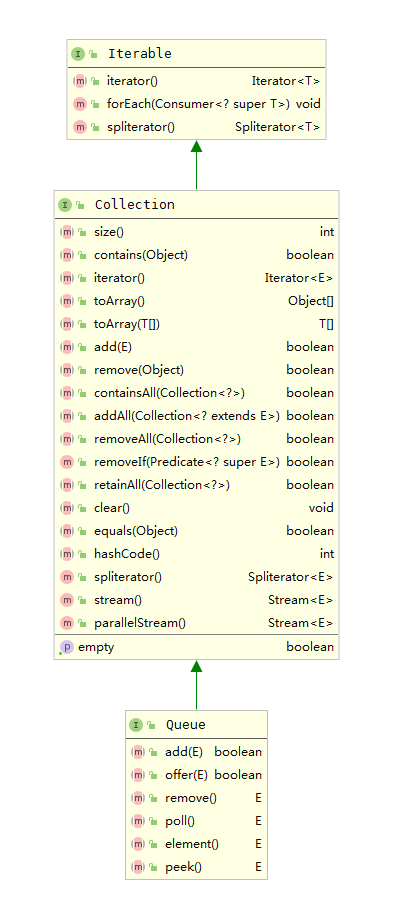 Iterable
iterator() Iterator<T>
forEach(Consumer<? super T>) void
spliterator() Spliterator<T>
Collection
size() int
contains(Object) boolean
iterator() Iterator<E>
toArray() Object[]
toArray(T[]) T[]
add(E) boolean
remove(Object) boolean
containsAll(Collection<?>) boolean
addAll(Collection<? extends E>) boolean
removeAll(Collection<?>) boolean
removeIf(Predicate<? super E>) boolean
retainAll(Collection<?>) boolean
clear() void
equals(Object) boolean
hashCode() int
spliterator() Spliterator<E>
stream() Stream<E>
parallelStream() Stream<E>
empty boolean
Queue
add(E) boolean
offer(E) boolean
remove() E
poll() E
element() E
peek() E